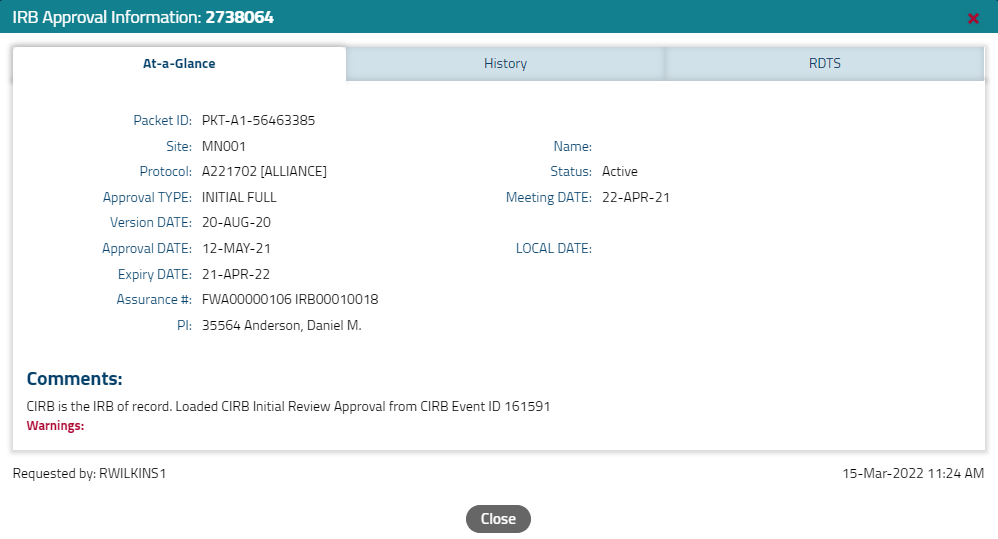 IRB Approval Information: 2738064
At-a-Glance History RDTS
Packet ID: PKT-A1-56463385
Site: MN001 Name:
Protocol: A221702 [ALLIANCE] Status: Active
Approval TYPE: INITIAL FULL Meeting DATE: 22-APR-21
Version DATE: 20-AUG-20
Approval DATE: 12-MAY-21 LOCAL DATE:
Expiry DATE: 21-APR-22
Assurance #: FWA00000106 IRB00010018
PI: 35564 Anderson, Daniel M.
Comments:
CIRB is the IRB of record. Loaded CIRB Initial Review Approval from CIRB Event ID 161591
Warnings:
Requested by: RWILKINS1 15-Mar-2022 11:24 AM
Close